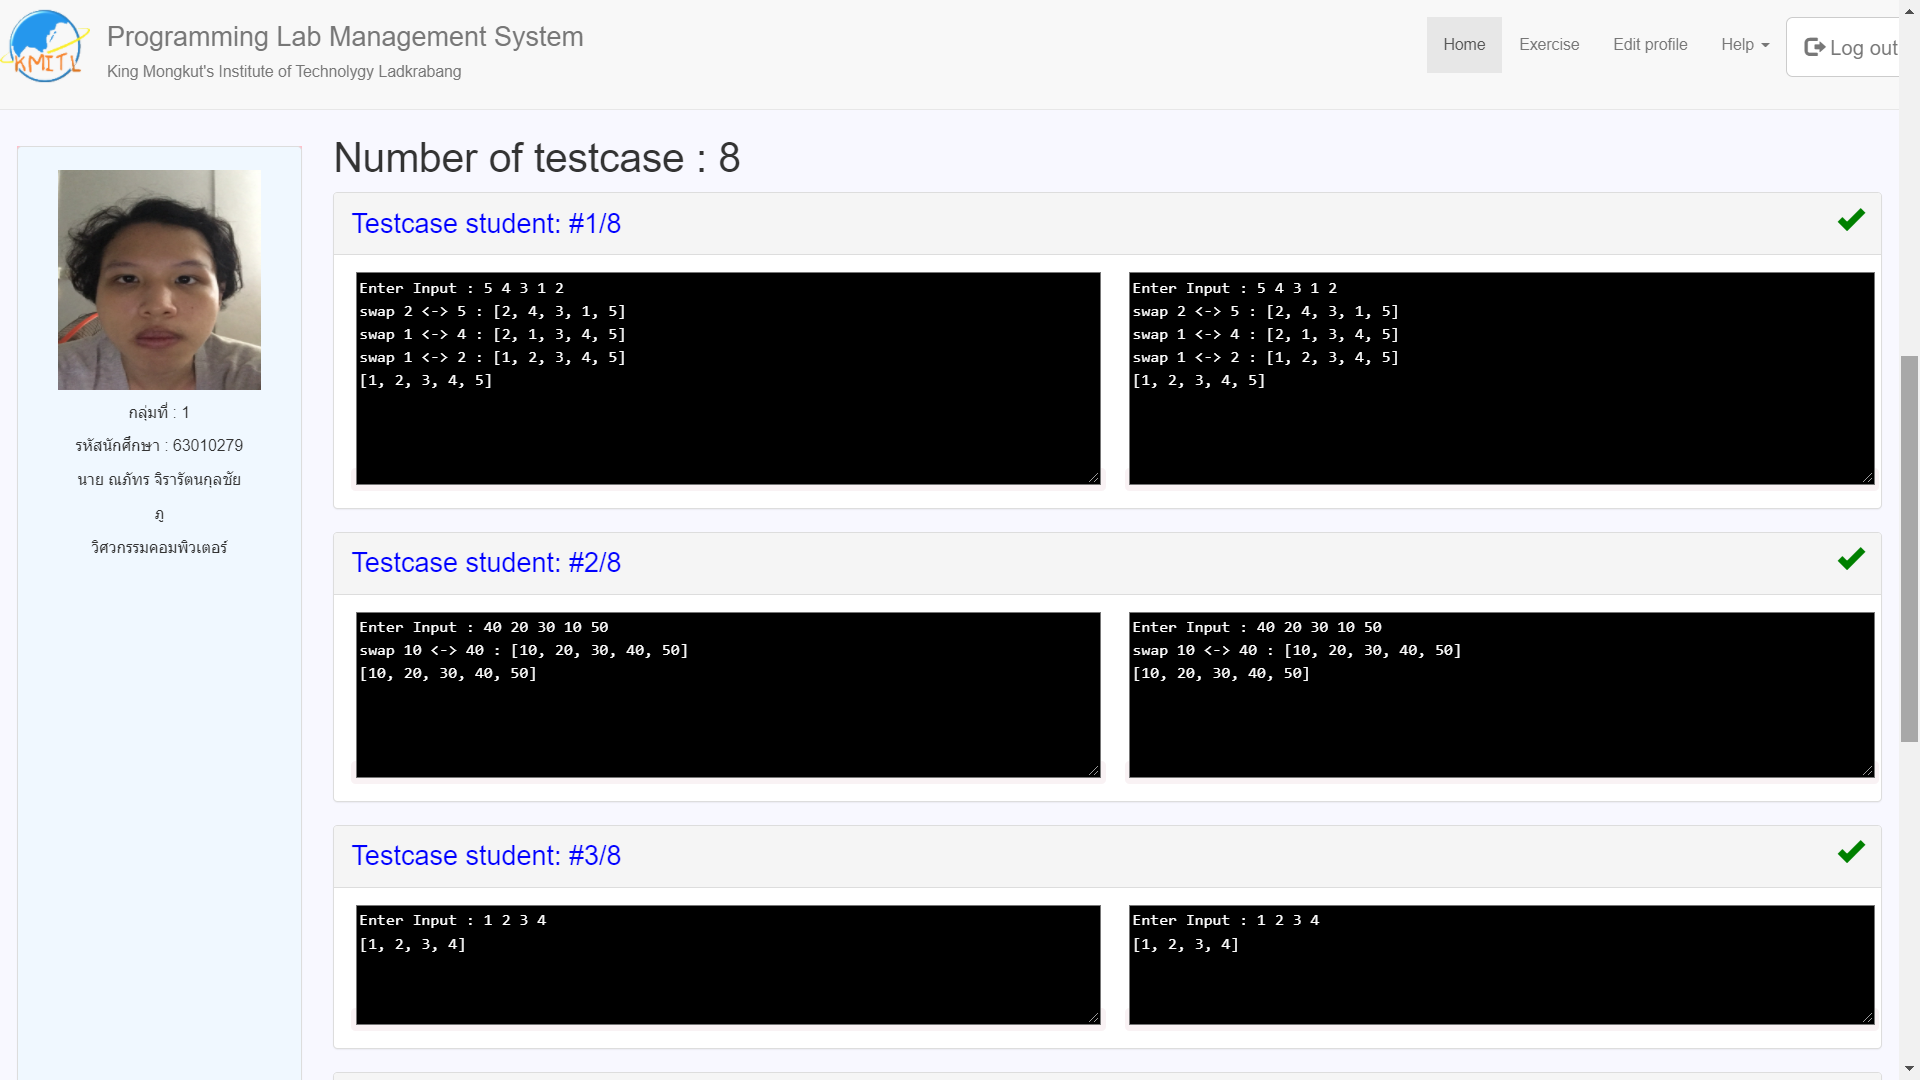 KMITL
Programming Lab Management System
King Mongkut's Institute of Technolygy Ladkrabang
Home
Exercise
Edit profile
Help
Log out
กลุ่มที่ : 1
รหัสนักศึกษา : 63010279
นาย ณภัทร จิรารัตนกุลชัย
ภู
วิศวกรรมคอมพิวเตอร์
Number of testcase : 8
Testcase student: #1/8
Enter Input : 5 4 3 1 2
swap 2 <-> 5 : [2, 4, 3, 1, 5]
swap 1 <-> 4 : [2, 1, 3, 4, 5]
swap 1 <-> 2 : [1, 2, 3, 4, 5]
[1, 2, 3, 4, 5]
Enter Input : 5 4 3 1 2
swap 2 <-> 5 : [2, 4, 3, 1, 5]
swap 1 <-> 4 : [2, 1, 3, 4, 5]
swap 1 <-> 2 : [1, 2, 3, 4, 5]
[1, 2, 3, 4, 5]
Testcase student: #2/8
Enter Input : 40 20 30 10 50
swap 10 <-> 40 : [10, 20, 30, 40, 50]
[10, 20, 30, 40, 50]
Enter Input : 40 20 30 10 50
swap 10 <-> 40 : [10, 20, 30, 40, 50]
[10, 20, 30, 40, 50]
Testcase student: #3/8
Enter Input : 1 2 3 4
[1, 2, 3, 4]
Enter Input : 1 2 3 4
[1, 2, 3, 4]